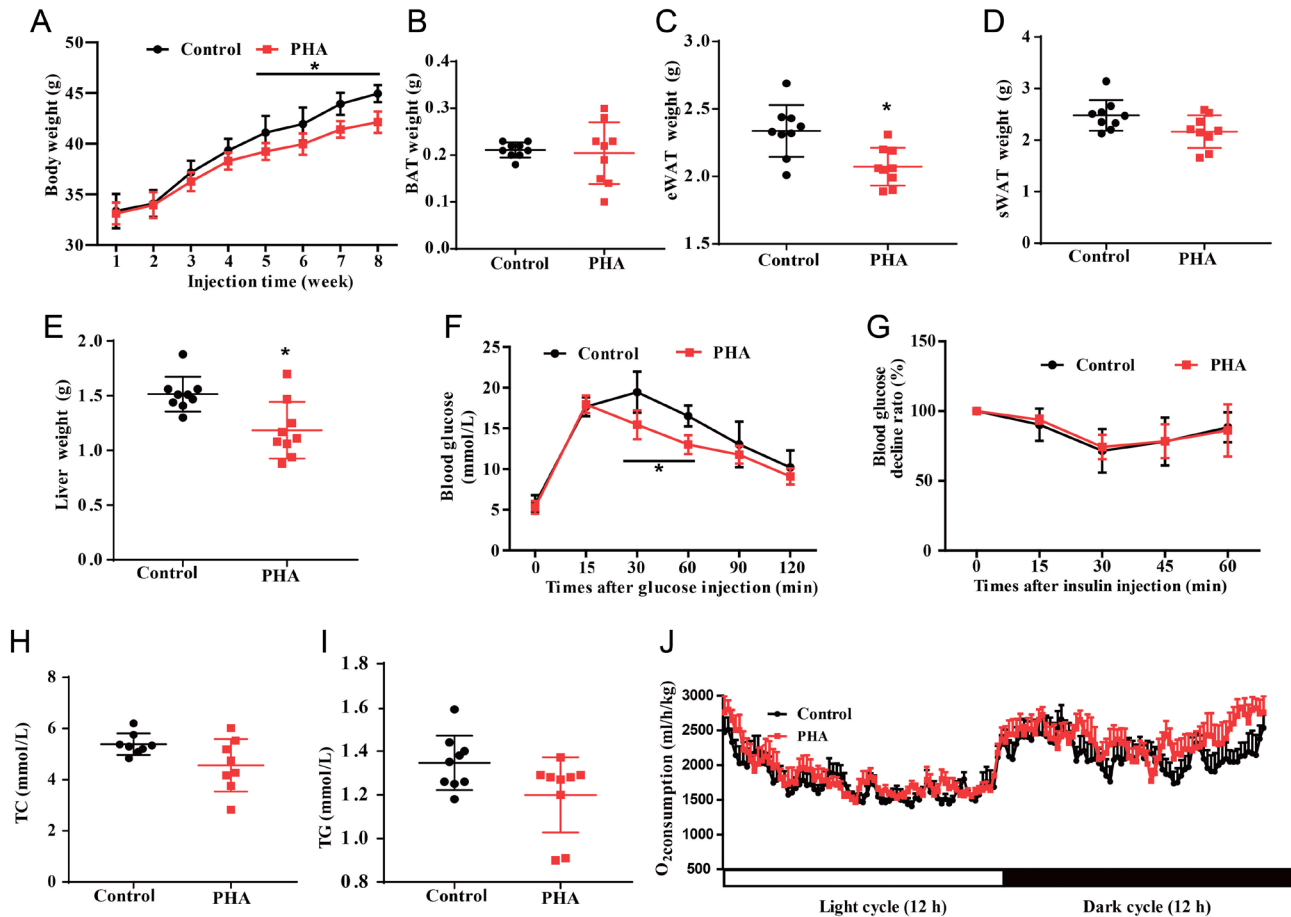 A
Control PHA
*
Body weight (g)
45
40
35
30
1 2 3 4 5 6 7 8
Injection time (week)
B
BAT weight (g)
0.4
0.3
0.2
0.1
0.0
Control PHA
C
eWAT weight (g)
3.0
2.5
2.0
1.5
*
Control PHA
D
sWAT weight (g)
4
3
2
1
0
Control PHA
E
Liver weight (g)
2.0
1.5
1.0
0.5
0.0
*
Control PHA
F
Control PHA
Blood glucose
(mmol/L)
25
20
15
10
5
0
*
0 15 30 60 90 120
Times after glucose injection (min)
G
Control PHA
Blood glucose
decline ratio (%)
150
100
50
0
0 15 30 45 60
Times after insulin injection (min)
H
TC (mmol/L)
8
6
4
2
0
Control PHA
I
TG (mmol/L)
1.8
1.6
1.4
1.2
1.0
0.8
Control PHA
J
Control
PHA
O2consumption (ml/h/kg)
3000
2500
2000
1500
1000
500
Light cycle (12 h) Dark cycle (12 h)